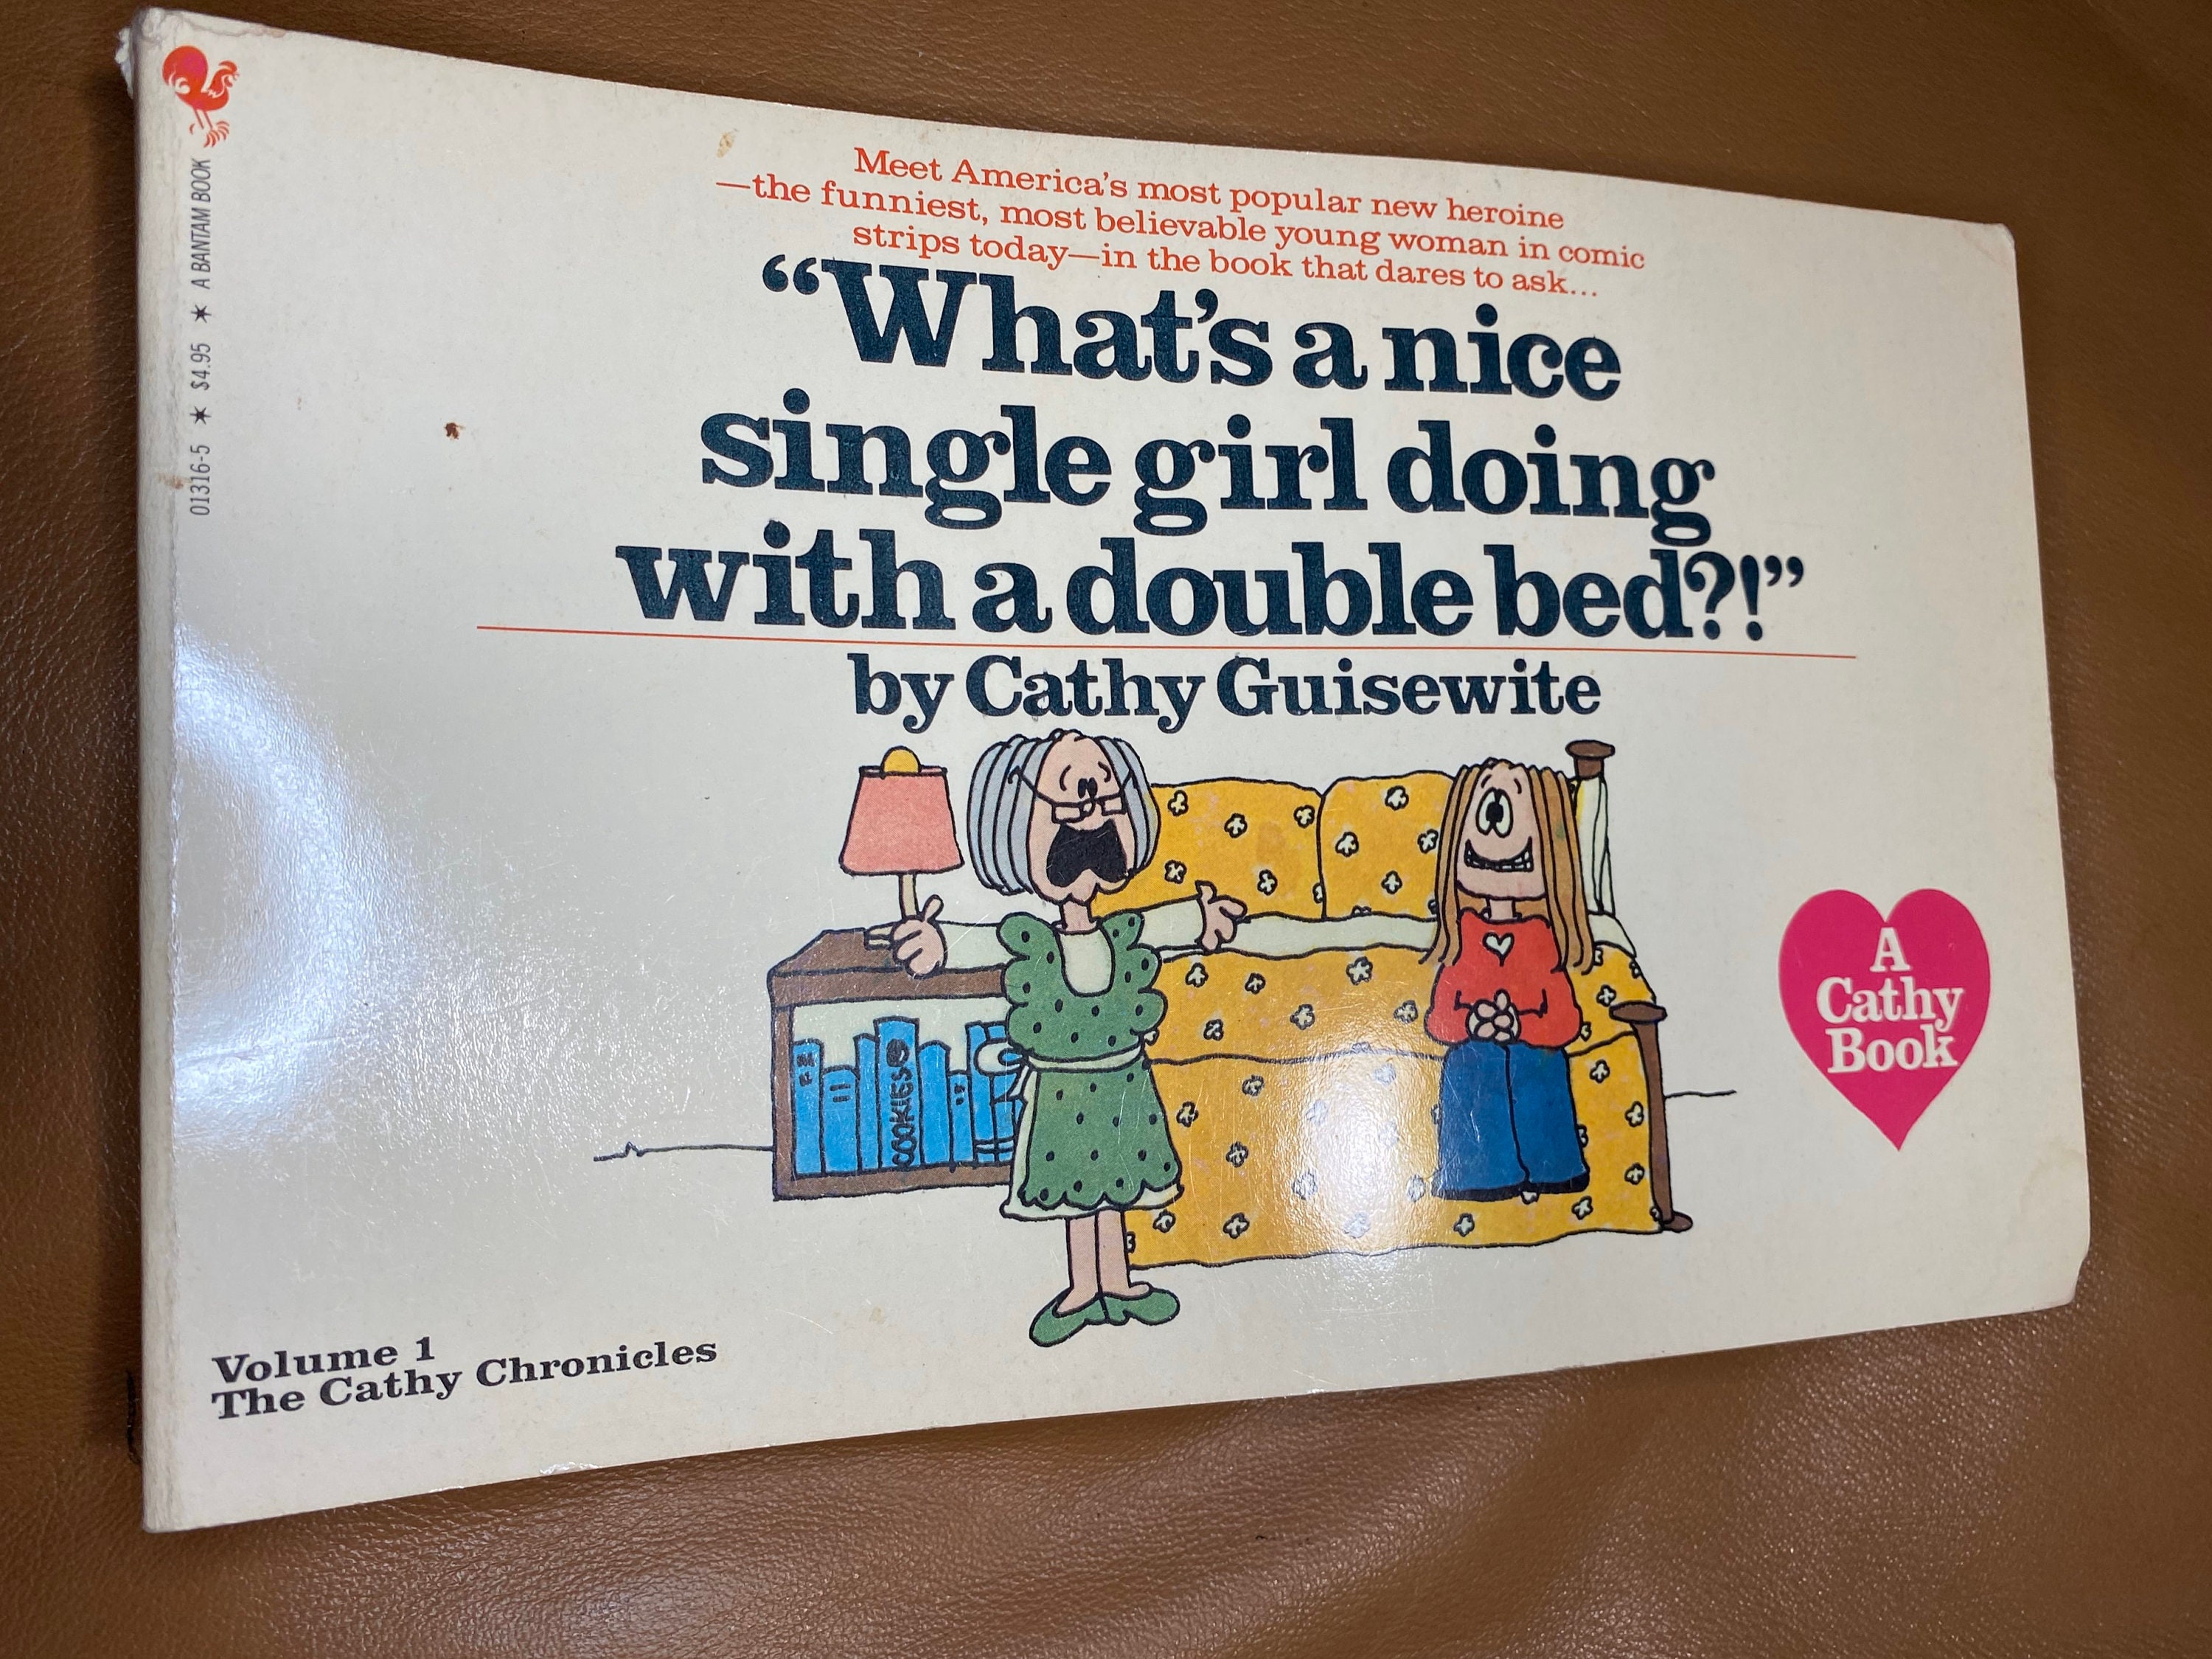 01316-5 ★ $4.95 ★ A BANTAM BOOK
Meet America's most popular new heroine
—the funniest, most believable young woman in comic
strips today—in the book that dares to ask...
“What's a nice
single girl doing
with a double bed?!”
by Cathy Guisewite
COOKIES
A
Cathy
Book
Volume 1
The Cathy Chronicles